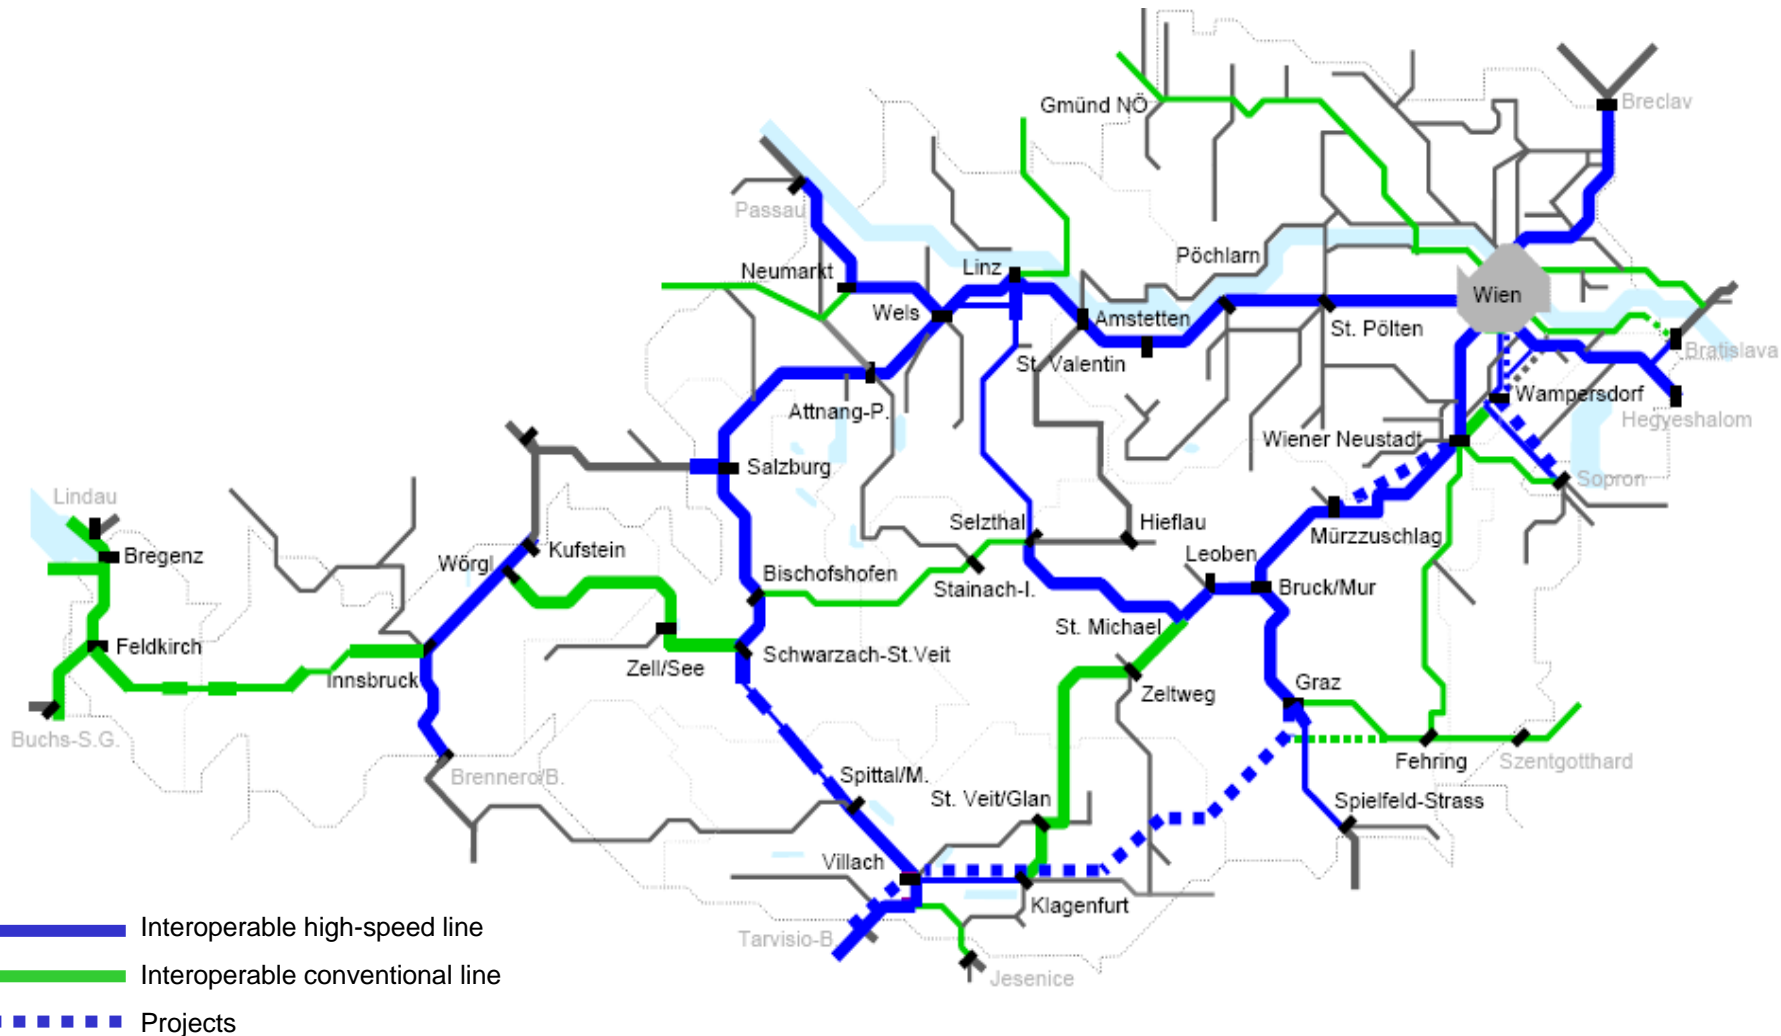 Gmünd NÖ
Breclav
Passau
Pöchlarn
Neumarkt
Linz
Wien
Wels
Amstetten
St. Pölten
Bratislava
St. Valentin
Wampersdorf
Attnang-P.
Hegyeshalom
Wiener Neustadt
Salzburg
Sopron
Lindau
Selzthal
Hieflau
Mürzzuschlag
Bregenz
Kufstein
Wörgl
Leoben
Bischofshofen
Stainach-I.
Bruck/Mur
St. Michael
Feldkirch
Schwarzach-St.Veit
Zell/See
Innsbruck
Graz
Zeltweg
Buchs-S.G.
Brennero/B.
Spittal/M.
Fehring
Szentgotthard
St. Veit/Glan
Spielfeld-Strass
Villach
Klagenfurt
Interoperable high-speed line
Tarvisio-B.
Interoperable conventional line
Jesenice
Projects